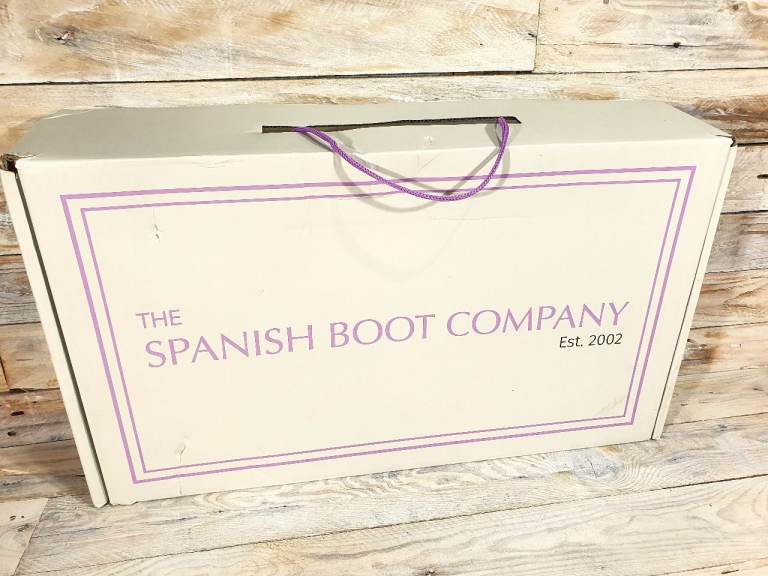 THE
SPANISH BOOT COMPANY
Est. 2002